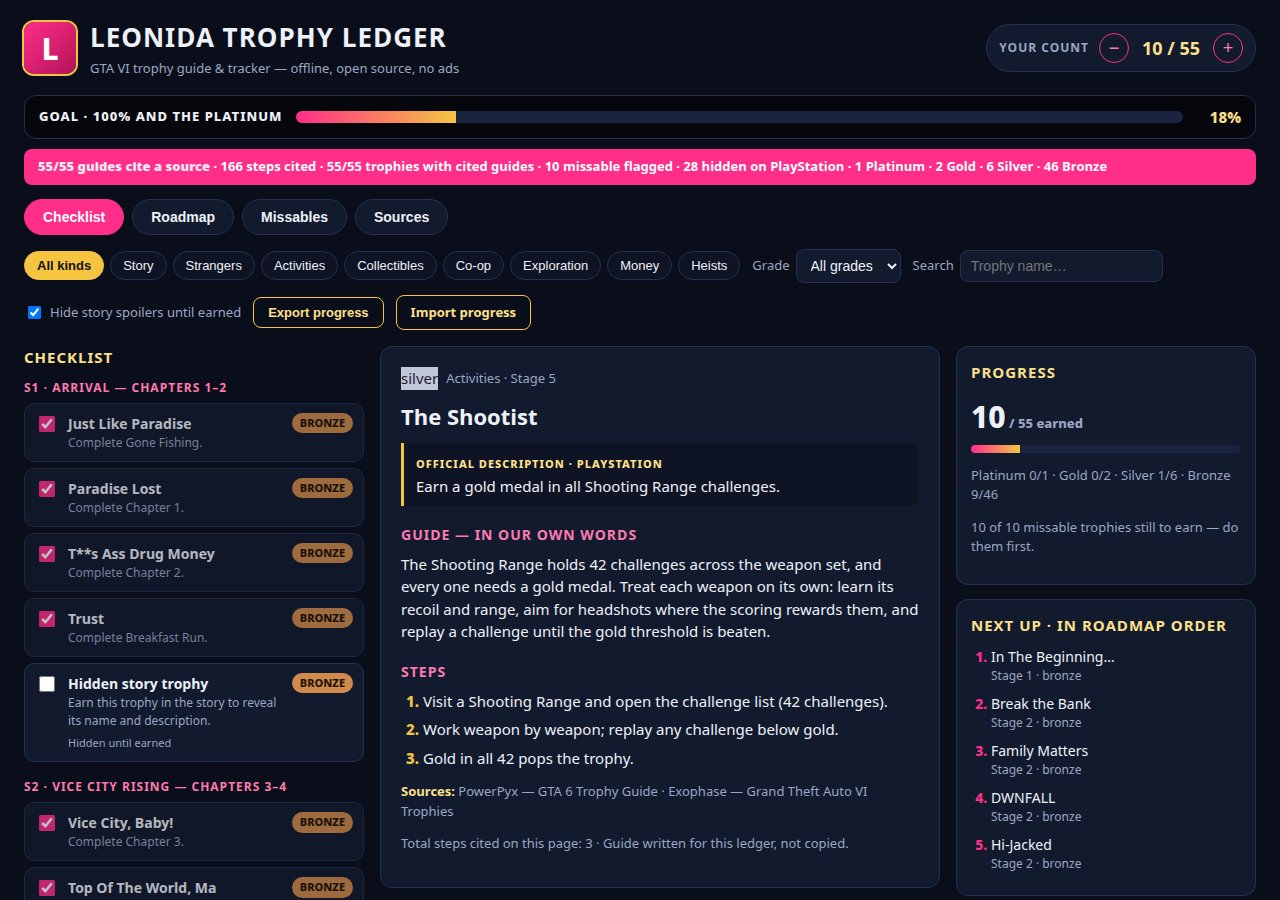 L
LEONIDA TROPHY LEDGER
GTA VI trophy guide & tracker — offline, open source, no ads
YOUR COUNT − 10 / 55 +
GOAL · 100% AND THE PLATINUM 18%
55/55 guides cite a source · 166 steps cited · 55/55 trophies with cited guides · 10 missable flagged · 28 hidden on PlayStation · 1 Platinum · 2 Gold · 6 Silver · 46 Bronze
Checklist Roadmap Missables Sources
All kinds Story Strangers Activities Collectibles Co-op Exploration Money Heists Grade All grades Search Trophy name…
Hide story spoilers until earned Export progress Import progress
CHECKLIST
S1 · ARRIVAL — CHAPTERS 1–2
Just Like Paradise BRONZE
Complete Gone Fishing.
Paradise Lost BRONZE
Complete Chapter 1.
T**s Ass Drug Money BRONZE
Complete Chapter 2.
Trust BRONZE
Complete Breakfast Run.
Hidden story trophy BRONZE
Earn this trophy in the story to reveal
its name and description.
Hidden until earned
S2 · VICE CITY RISING — CHAPTERS 3–4
Vice City, Baby! BRONZE
Complete Chapter 3.
Top Of The World, Ma BRONZE
silver Activities · Stage 5
The Shootist
OFFICIAL DESCRIPTION · PLAYSTATION
Earn a gold medal in all Shooting Range challenges.
GUIDE — IN OUR OWN WORDS
The Shooting Range holds 42 challenges across the weapon set, and
every one needs a gold medal. Treat each weapon on its own: learn its
recoil and range, aim for headshots where the scoring rewards them, and
replay a challenge until the gold threshold is beaten.
STEPS
1. Visit a Shooting Range and open the challenge list (42 challenges).
2. Work weapon by weapon; replay any challenge below gold.
3. Gold in all 42 pops the trophy.
Sources: PowerPyx — GTA 6 Trophy Guide · Exophase — Grand Theft Auto VI
Trophies
Total steps cited on this page: 3 · Guide written for this ledger, not copied.
PROGRESS
10 / 55 earned
Platinum 0/1 · Gold 0/2 · Silver 1/6 · Bronze
9/46
10 of 10 missable trophies still to earn — do
them first.
NEXT UP · IN ROADMAP ORDER
1. In The Beginning...
Stage 1 · bronze
2. Break the Bank
Stage 2 · bronze
3. Family Matters
Stage 2 · bronze
4. DWNFALL
Stage 2 · bronze
5. Hi-Jacked
Stage 2 · bronze